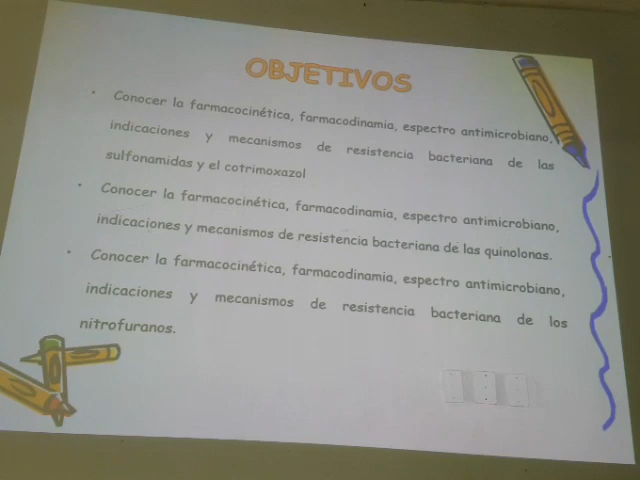 OBJETIVOS
• Conocer la farmacocinética, farmacodinamia, espectro antimicrobiano,
indicaciones y mecanismos de resistencia bacteriana de las
sulfonamidas y el cotrimoxazol
• Conocer la farmacocinética, farmacodinamia, espectro antimicrobiano,
indicaciones y mecanismos de resistencia bacteriana de las quinolonas.
• Conocer la farmacocinética, farmacodinamia, espectro antimicrobiano,
indicaciones y mecanismos de resistencia bacteriana de los
nitrofuranos.